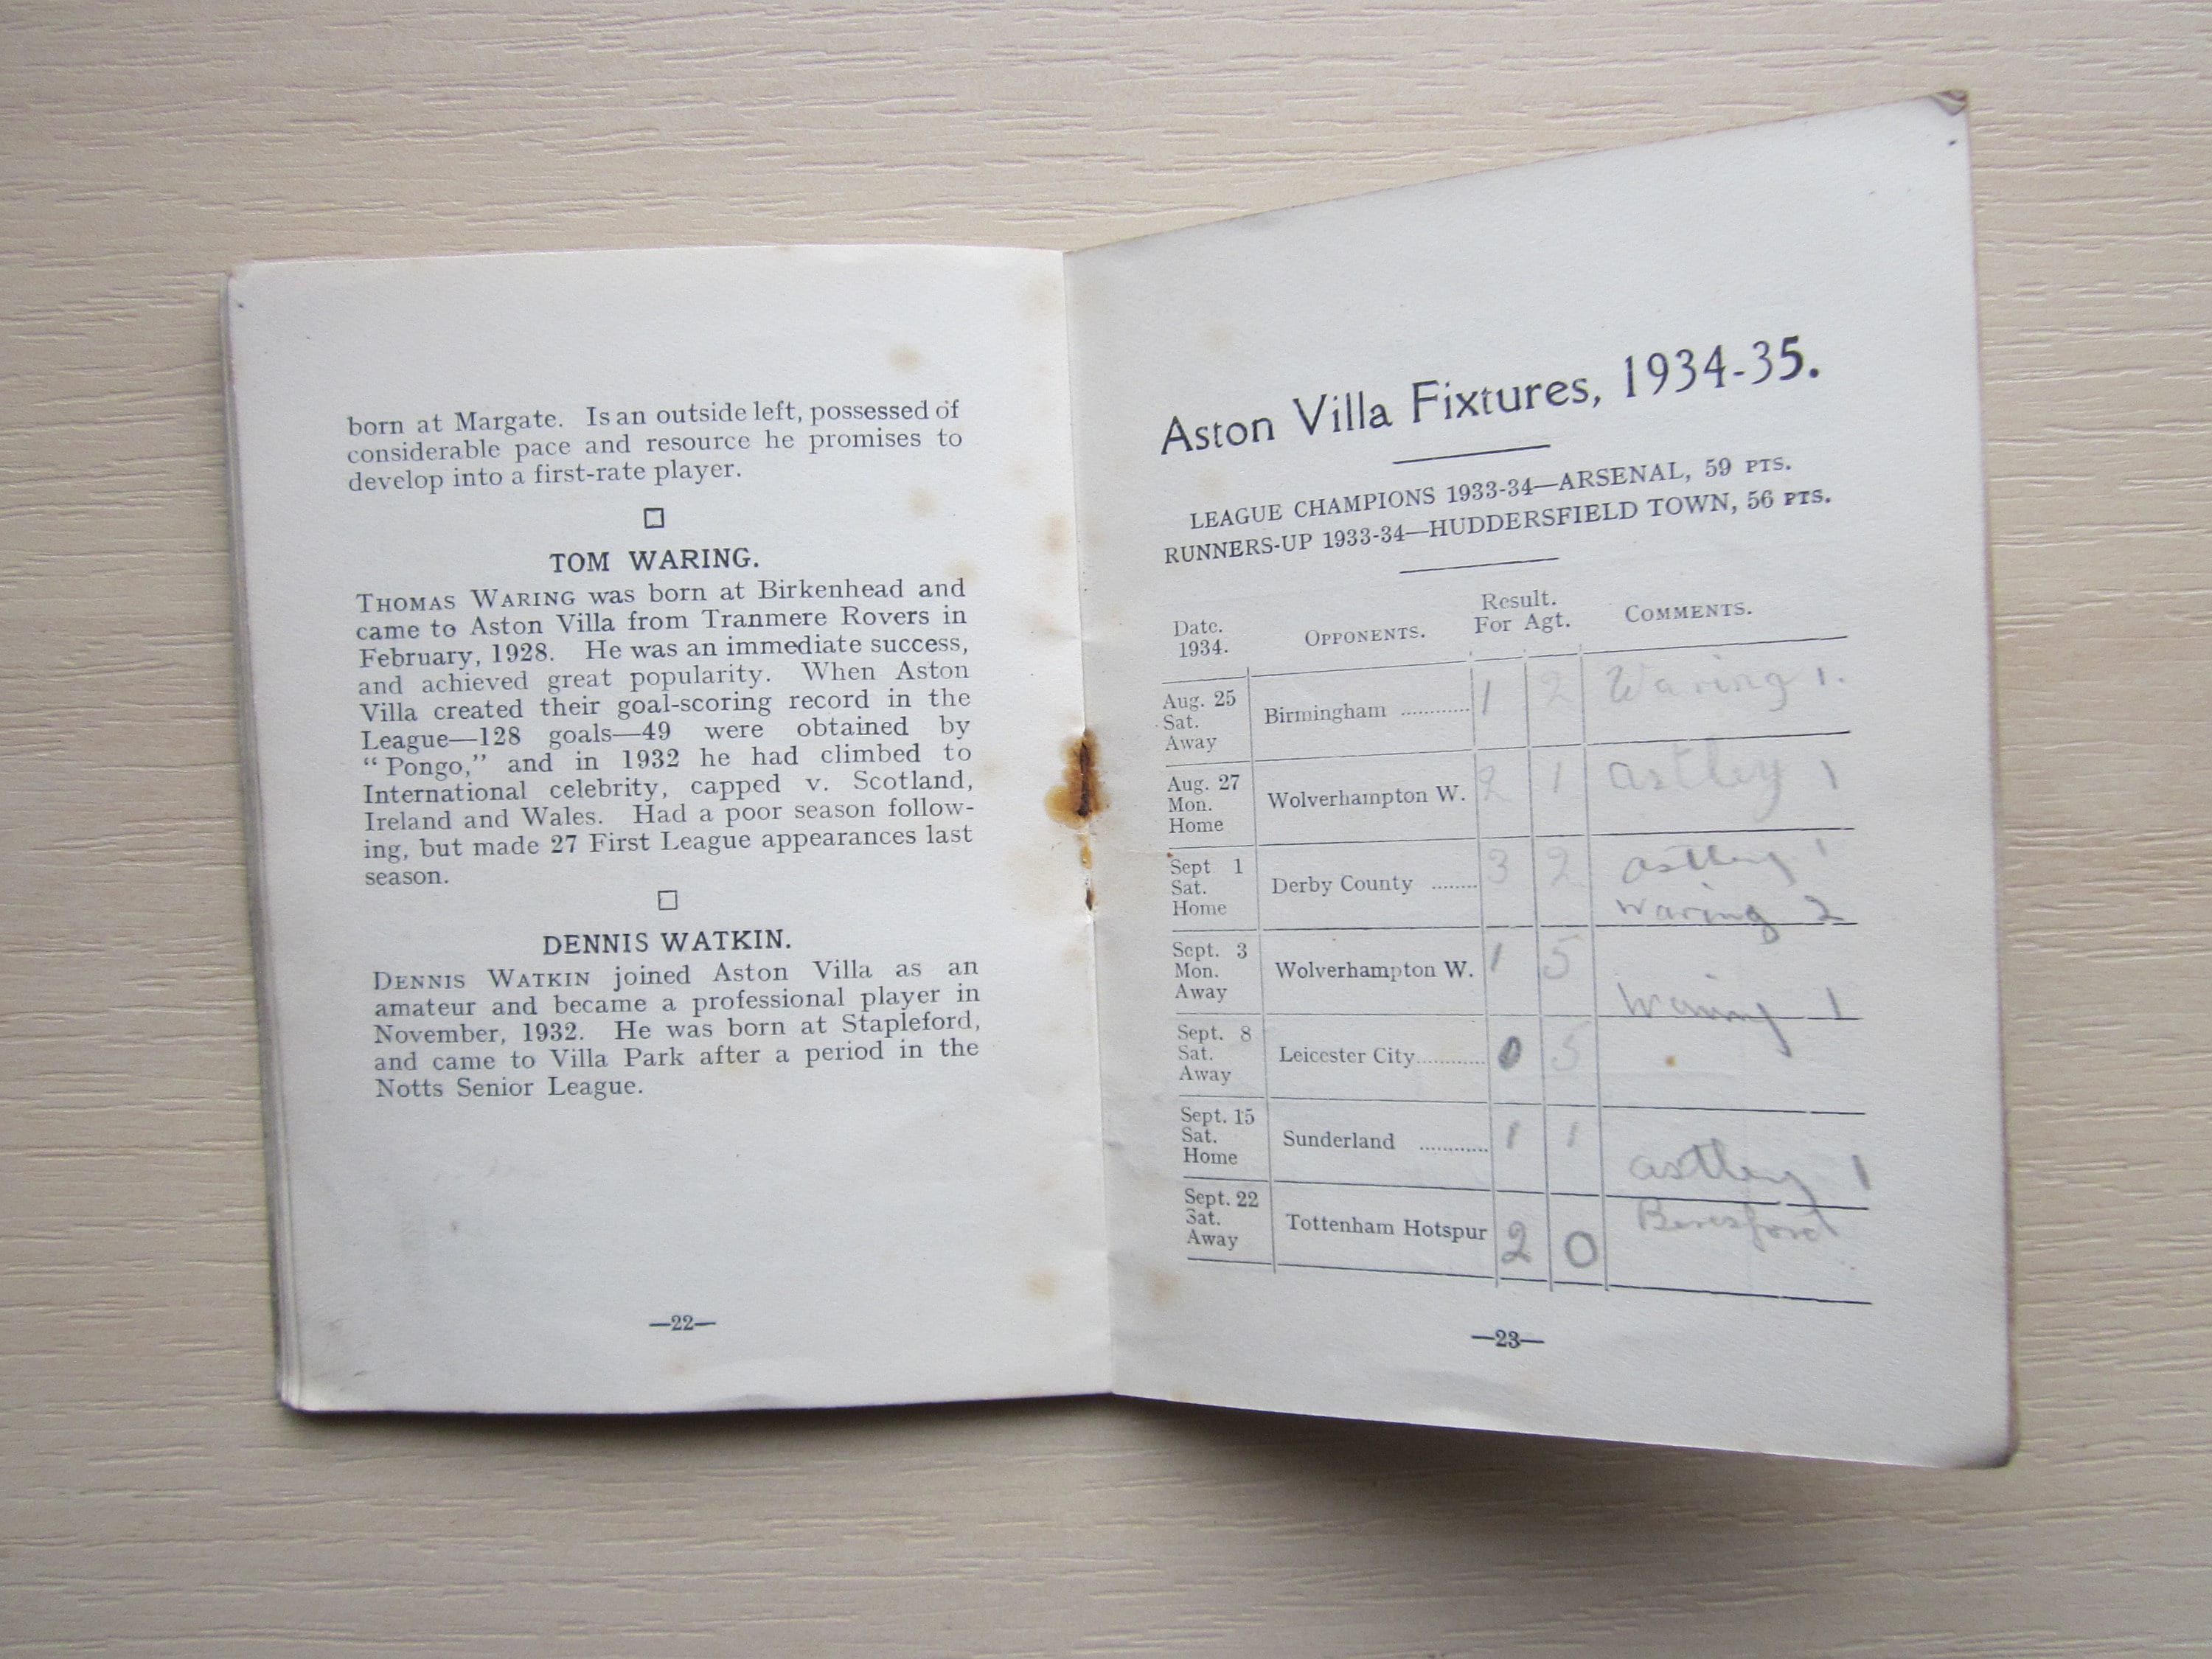 born at Margate. Is an outside left, possessed of
considerable pace and resource he promises to
develop into a first-rate player.
TOM WARING.
THOMAS WARING was born at Birkenhead and
came to Aston Villa from Tranmere Rovers in
February, 1928. He was an immediate success,
and achieved great popularity. When Aston
Villa created their goal-scoring record in the
League—128 goals—49 were obtained by
“Pongo,” and in 1932 he had climbed to
International celebrity, capped v. Scotland,
Ireland and Wales. Had a poor season follow-
ing, but made 27 First League appearances last
season.
DENNIS WATKIN.
DENNIS WATKIN joined Aston Villa as an
amateur and became a professional player in
November, 1932. He was born at Stapleford,
and came to Villa Park after a period in the
Notts Senior League.
—22—
Aston Villa Fixtures, 1934-35.
LEAGUE CHAMPIONS 1933-34—ARSENAL, 59 PTS.
RUNNERS-UP 1933-34—HUDDERSFIELD TOWN, 56 PTS.
Date. 1934. OPPONENTS. Result. For Agt. COMMENTS.
Aug. 25
Sat.
Away
Birmingham ............ 1 2 Waring 1.
Aug. 27
Mon.
Home
Wolverhampton W. 2 1 Astley 1
Sept 1
Sat.
Home
Derby County ........ 3 2 Astley 1
Waring 2
Sept. 3
Mon.
Away
Wolverhampton W. 1 5 Waring 1
Sept. 8
Sat.
Away
Leicester City............ 0 5
Sept. 15
Sat.
Home
Sunderland ............ 1 1 Astley 1
Sept. 22
Sat.
Away
Tottenham Hotspur 2 0 Beresford
—23—